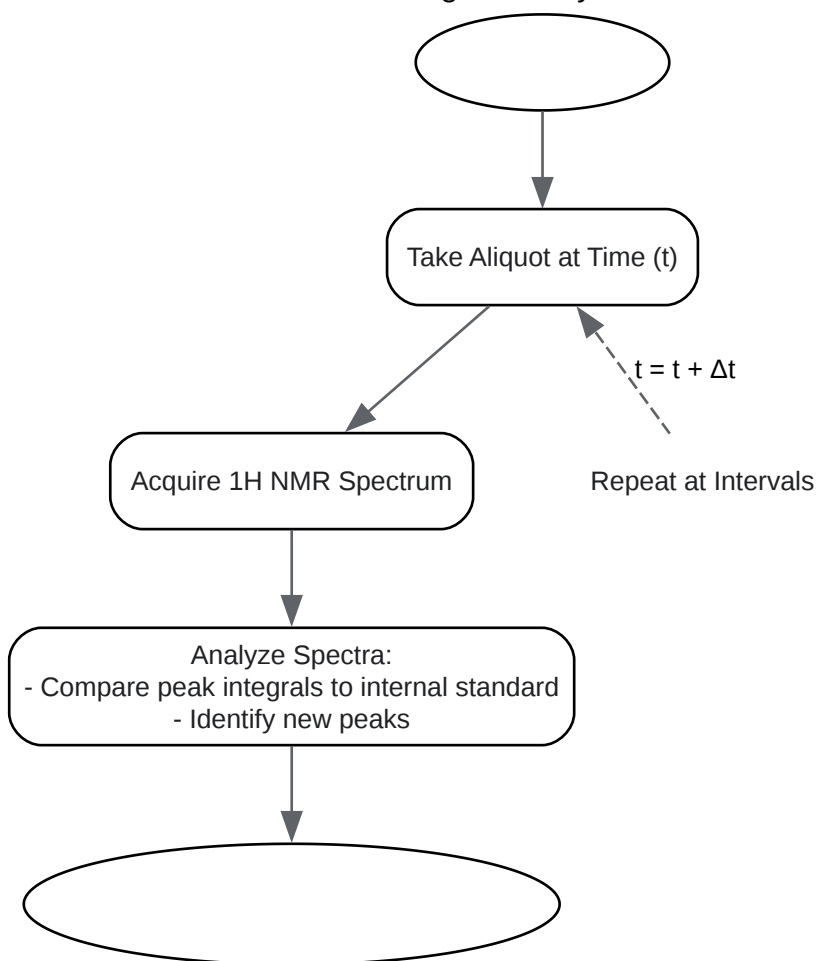 Take Aliquot at Time (t)
t = t + Δt
Acquire 1H NMR Spectrum
Repeat at Intervals
Analyze Spectra:
- Compare peak integrals to internal standard
- Identify new peaks